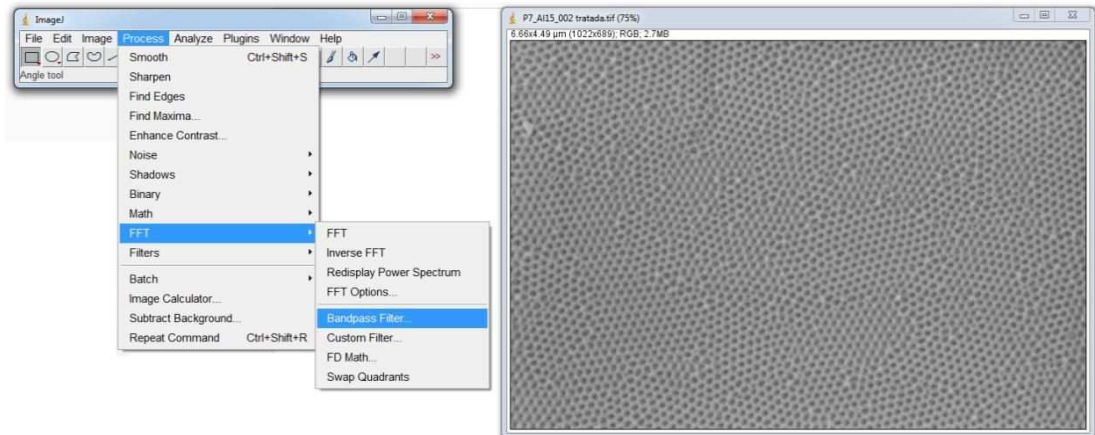 ImageJ
File Edit Image Process Analyze Plugins Window Help
>>
Angle tool
Smooth Ctrl+Shift+S
Sharpen
Find Edges
Find Maxima...
Enhance Contrast...
Noise
Shadows
Binary
Math
FFT
Filters
Batch
Image Calculator...
Subtract Background...
Repeat Command Ctrl+Shift+R
FFT
Inverse FFT
Redisplay Power Spectrum
FFT Options...
Bandpass Filter...
Custom Filter...
FD Math...
Swap Quadrants
P7_AI15_002 tratada.tif (75%)
6.66x4.49 µm (1022x689); RGB; 2.7MB